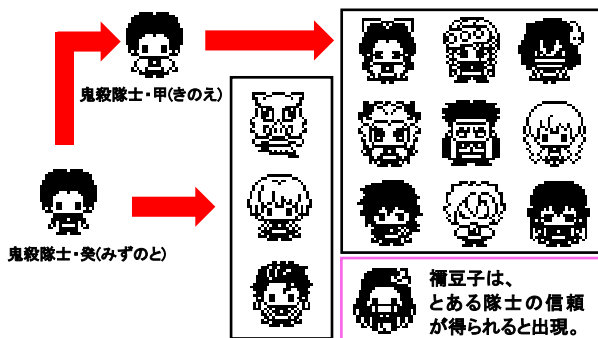 鬼殺隊士・甲(きのえ)
鬼殺隊士・癸(みずのと)
禰豆子は、
とある隊士の信頼
が得られると出現。